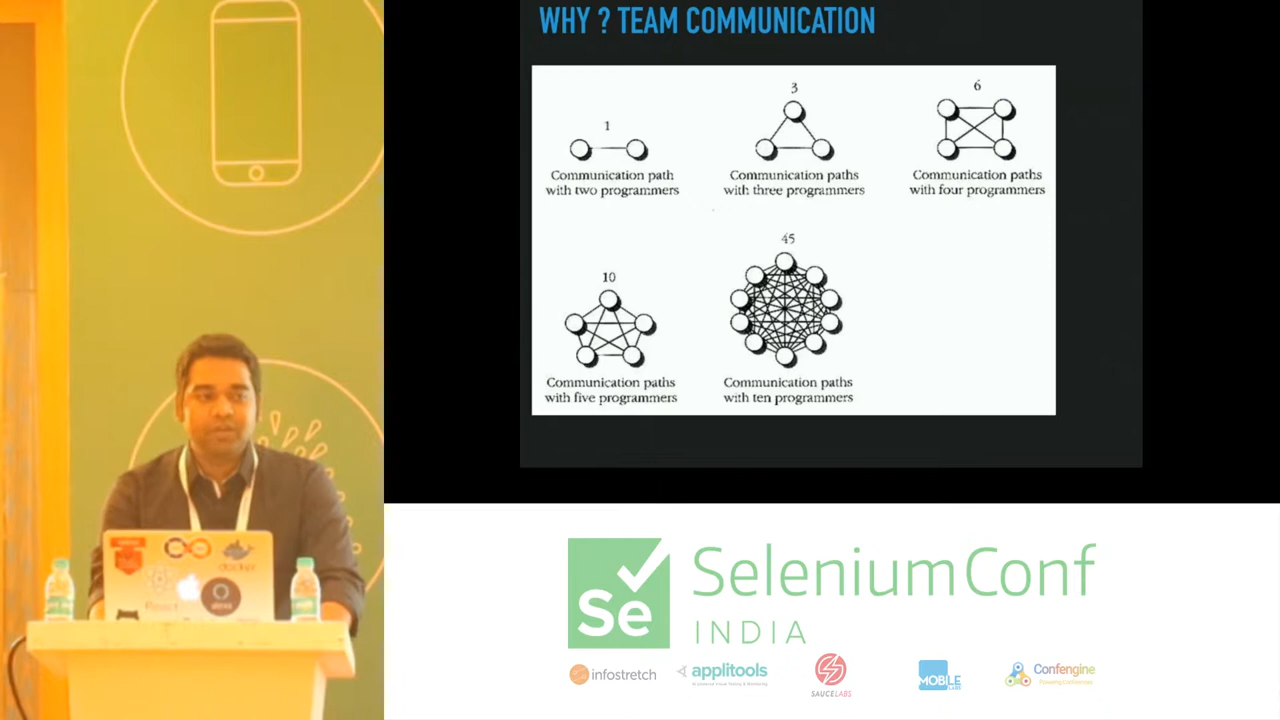 WHY ? TEAM COMMUNICATION
1
Communication path
with two programmers
3
Communication paths
with three programmers
6
Communication paths
with four programmers
10
Communication paths
with five programmers
45
Communication paths
with ten programmers
docker
Se
SeleniumConf
INDIA
infostretch
applitools
SAUCELABS
MOBILE
LABS
Confengine